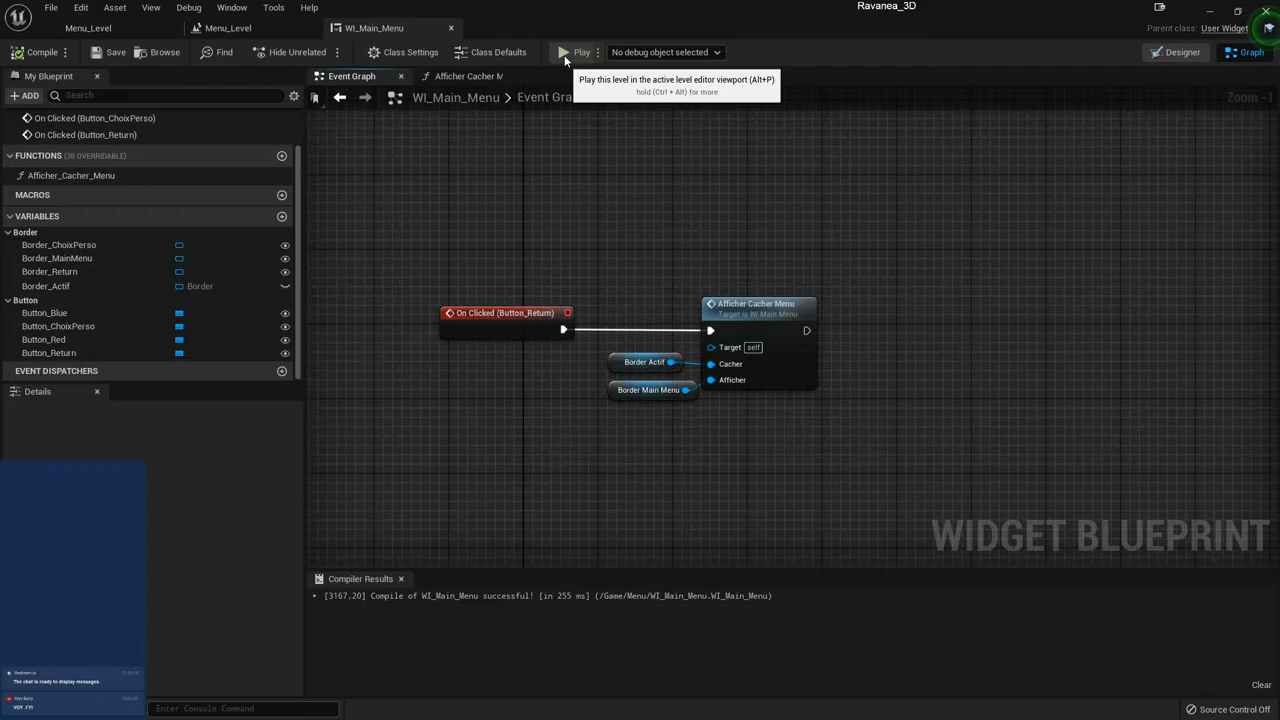 File Edit Asset View Debug Window Tools Help
Ravanea_3D
Parent class: User Widget
Menu_Level
Menu_Level
WI_Main_Menu
Compile
Save
Browse
Find
Hide Unrelated
Class Settings
Class Defaults
Play
No debug object selected
Designer
Graph
Play this level in the active level editor viewport (Alt+P)
hold (Ctrl + Alt) for more
My Blueprint
ADD
Search
On Clicked (Button_ChoixPerso)
On Clicked (Button_Return)
FUNCTIONS (38 OVERRIDABLE)
Afficher_Cacher_Menu
MACROS
VARIABLES
Border
Border_ChoixPerso
Border_MainMenu
Border_Return
Border_Actif Border
Button
Button_Blue
Button_ChoixPerso
Button_Red
Button_Return
EVENT DISPATCHERS
Details
Event Graph
Afficher Cacher M
WI_Main_Menu > Event Gra
Zoom -1
On Clicked (Button_Return)
Afficher Cacher Menu
Target is WI Main Menu
Target self
Border Actif
Cacher
Border Main Menu
Afficher
WIDGET BLUEPRINT
Compiler Results
[3167,20] Compile of WI_Main_Menu successful! [in 255 ms] (/Game/Menu/WI_Main_Menu.WI_Main_Menu)
Clear
The chat is ready to display messages.
Enter Console Command
Source Control Off